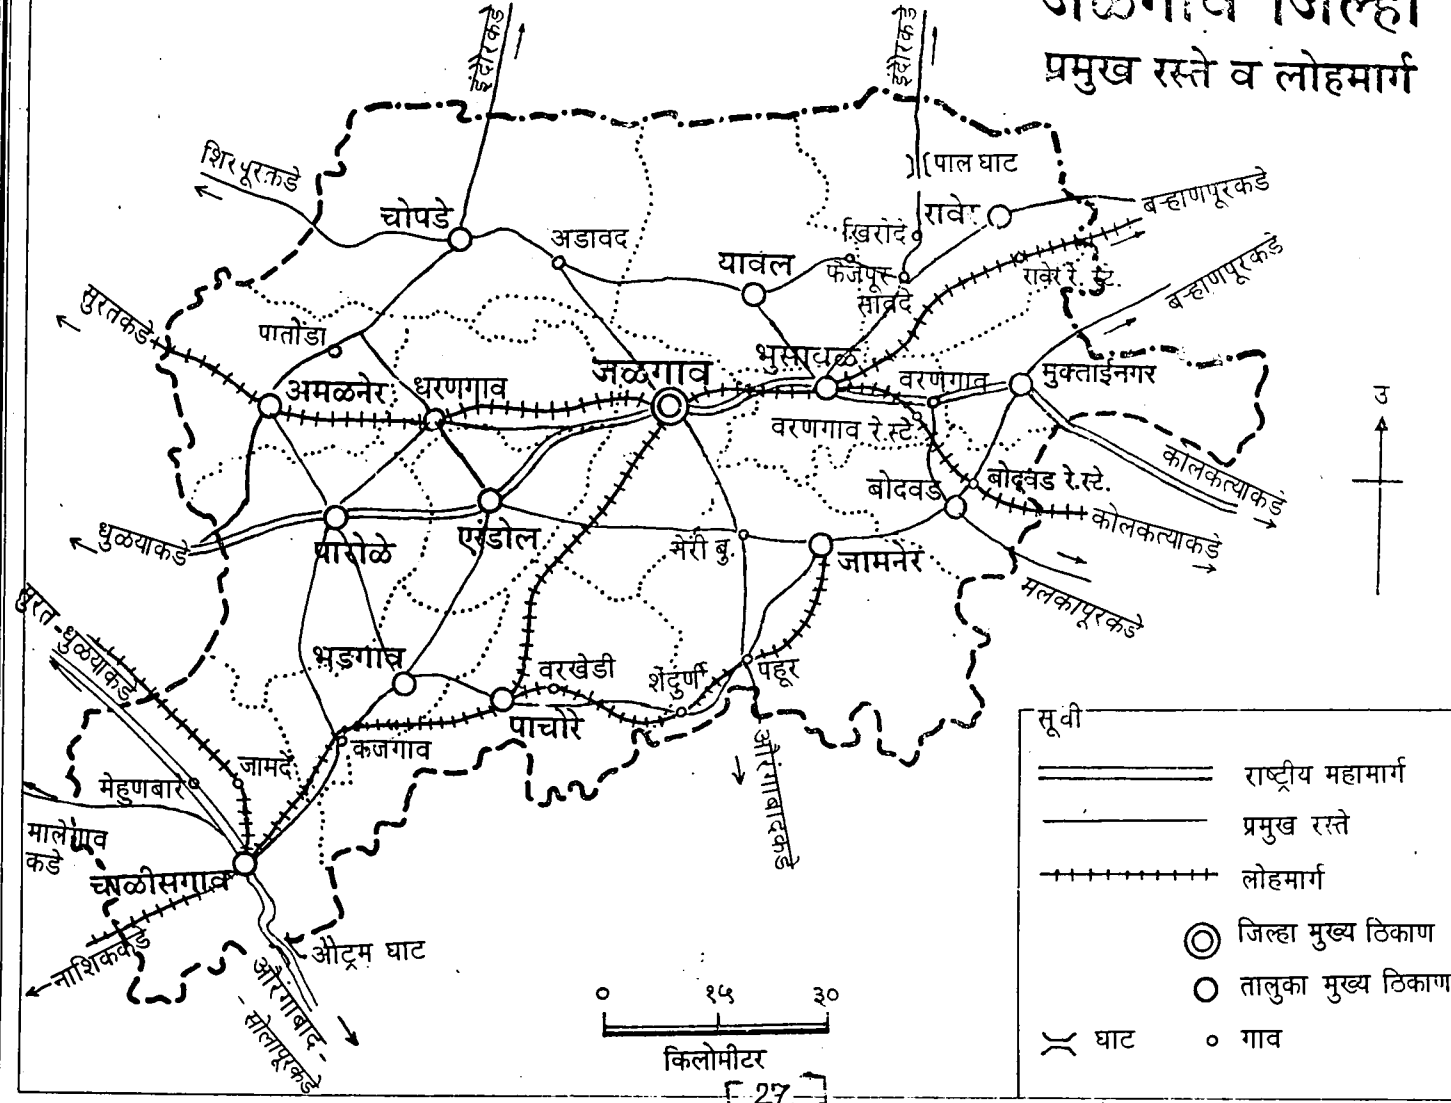 जळगाव जिल्हा
प्रमुख रस्ते व लोहमार्ग
इंदौरकडे
इंदौरकडे
पाल घाट
शिरपूरकडे
चोपडे
अडावद
यावल
खिरोदे
रावेर
बऱ्हाणपूरकडे
फैजपूर
सावदे
रावेर रे. स्टे.
बऱ्हाणपूरकडे
सुरतकडे
पातोंडा
अमळनेर
धरणगाव
जळगाव
भुसावळ
वरणगाव
मुक्ताईनगर
वरणगाव रे.स्टे.
उ
कोलकत्याकडे
बोदवड
बोदवड रे.स्टे.
कोलकत्याकडे
धुळयाकडे
पारोळे
एरंडोल
नेरी बु.
जामनेर
मलकापूरकडे
सुरत - धुळयाकडे
भडगाव
वरखेडी
शेंदुर्णी
पहूर
पाचोरे
कजगाव
जामदे
मेहुणबारे
औरंगाबादकडे
मालेगाव
कडे
चाळीसगाव
नाशिककडे
औट्रम घाट
औरंगाबाद -
- सोलापूरकडे
० १५ ३०
किलोमीटर
सूची
राष्ट्रीय महामार्ग
प्रमुख रस्ते
लोहमार्ग
जिल्हा मुख्य ठिकाण
तालुका मुख्य ठिकाण
घाट
गाव
27